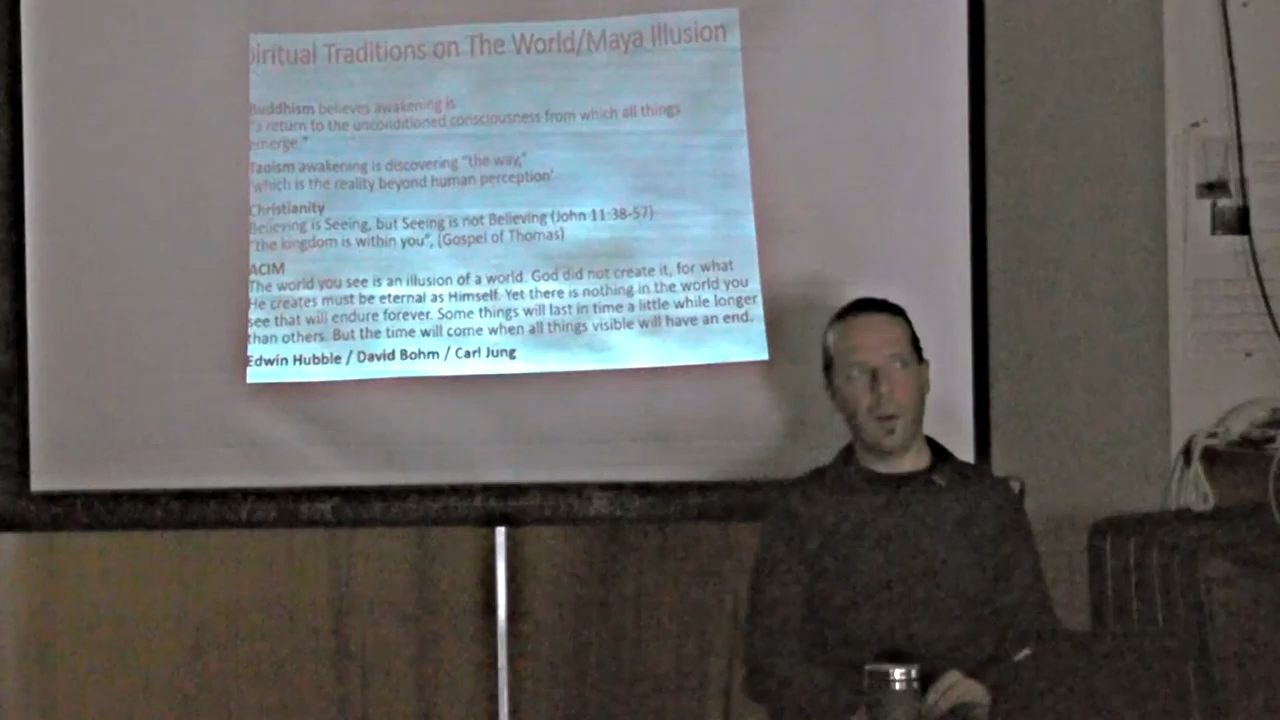 piritual Traditions on The World/Maya Illusion
Buddhism believes awakening is
"a return to the unconditioned consciousness from which all things
emerge."
Taoism awakening is discovering "the way,"
'which is the reality beyond human perception'
Christianity
Believing is Seeing, but Seeing is not Believing (John 11:38-57)
"the kingdom is within you", (Gospel of Thomas)
ACIM
The world you see is an illusion of a world. God did not create it, for what
He creates must be eternal as Himself. Yet there is nothing in the world you
see that will endure forever. Some things will last in time a little while longer
than others. But the time will come when all things visible will have an end.
Edwin Hubble / David Bohm / Carl Jung